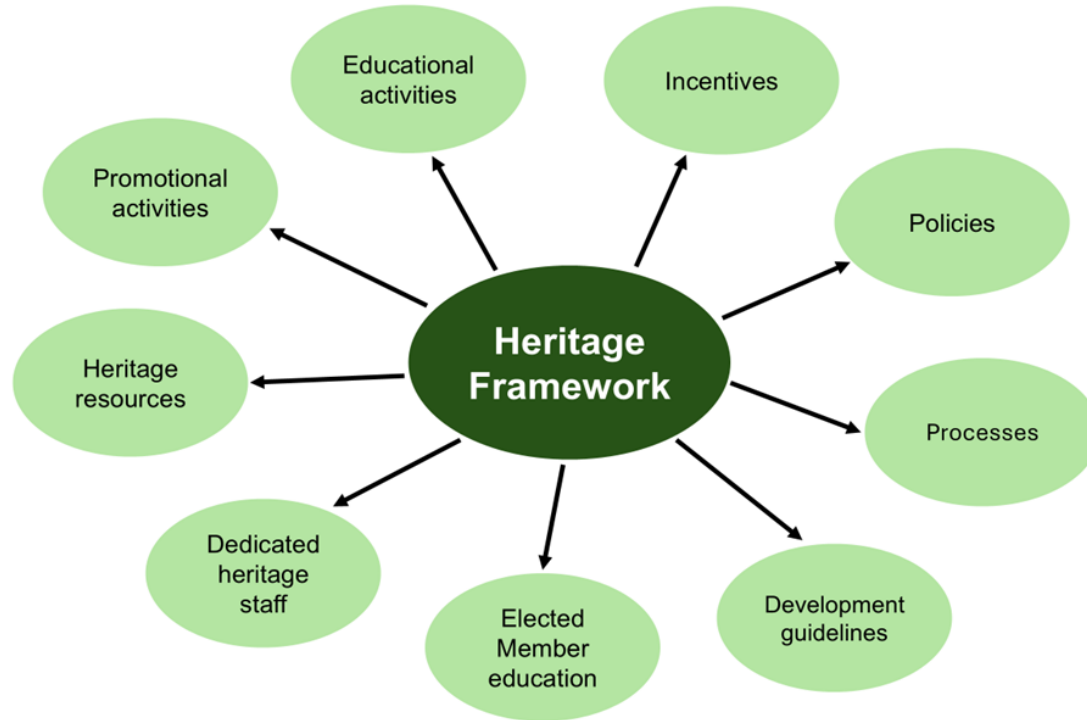 Educational
activities
Incentives
Promotional
activities
Policies
Heritage
Framework
Heritage
resources
Processes
Dedicated
heritage
staff
Elected
Member
education
Development
guidelines